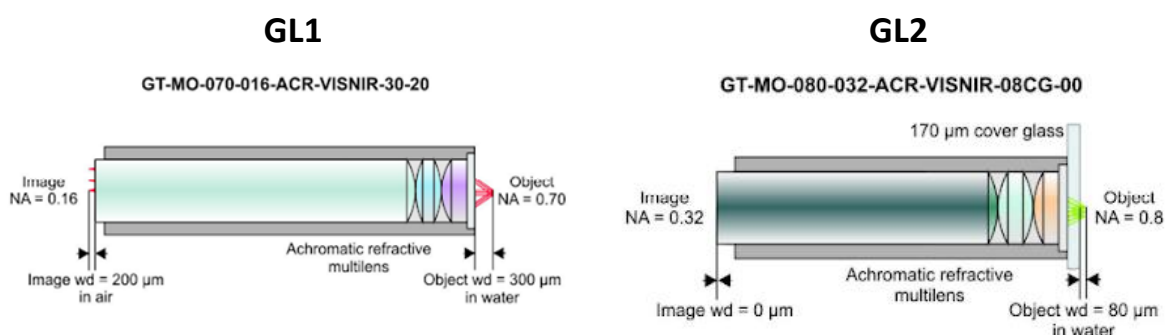 GL1
GT-MO-070-016-ACR-VISNIR-30-20
Image
NA = 0.16
Object
NA = 0.70
Achromatic refractive
multilens
Image wd = 200 µm
in air
Object wd = 300 µm
in water
GL2
GT-MO-080-032-ACR-VISNIR-08CG-00
170 µm cover glass
Image
NA = 0.32
Object
NA = 0.8
Achromatic refractive
multilens
Image wd = 0 µm
Object wd = 80 µm
in water